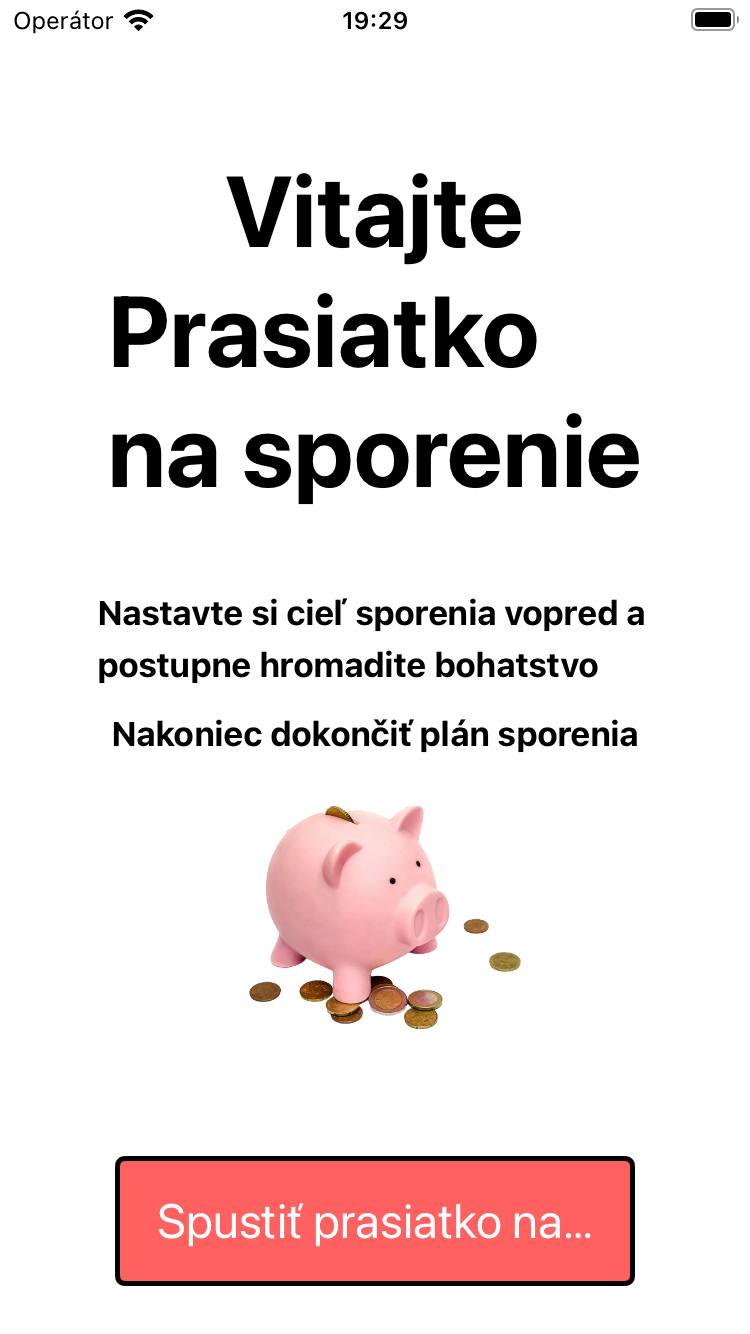 Operátor 19:29
Vitajte
Prasiatko
na sporenie
Nastavte si cieľ sporenia vopred a
postupne hromadite bohatstvo
Nakoniec dokončiť plán sporenia
Spustiť prasiatko na...